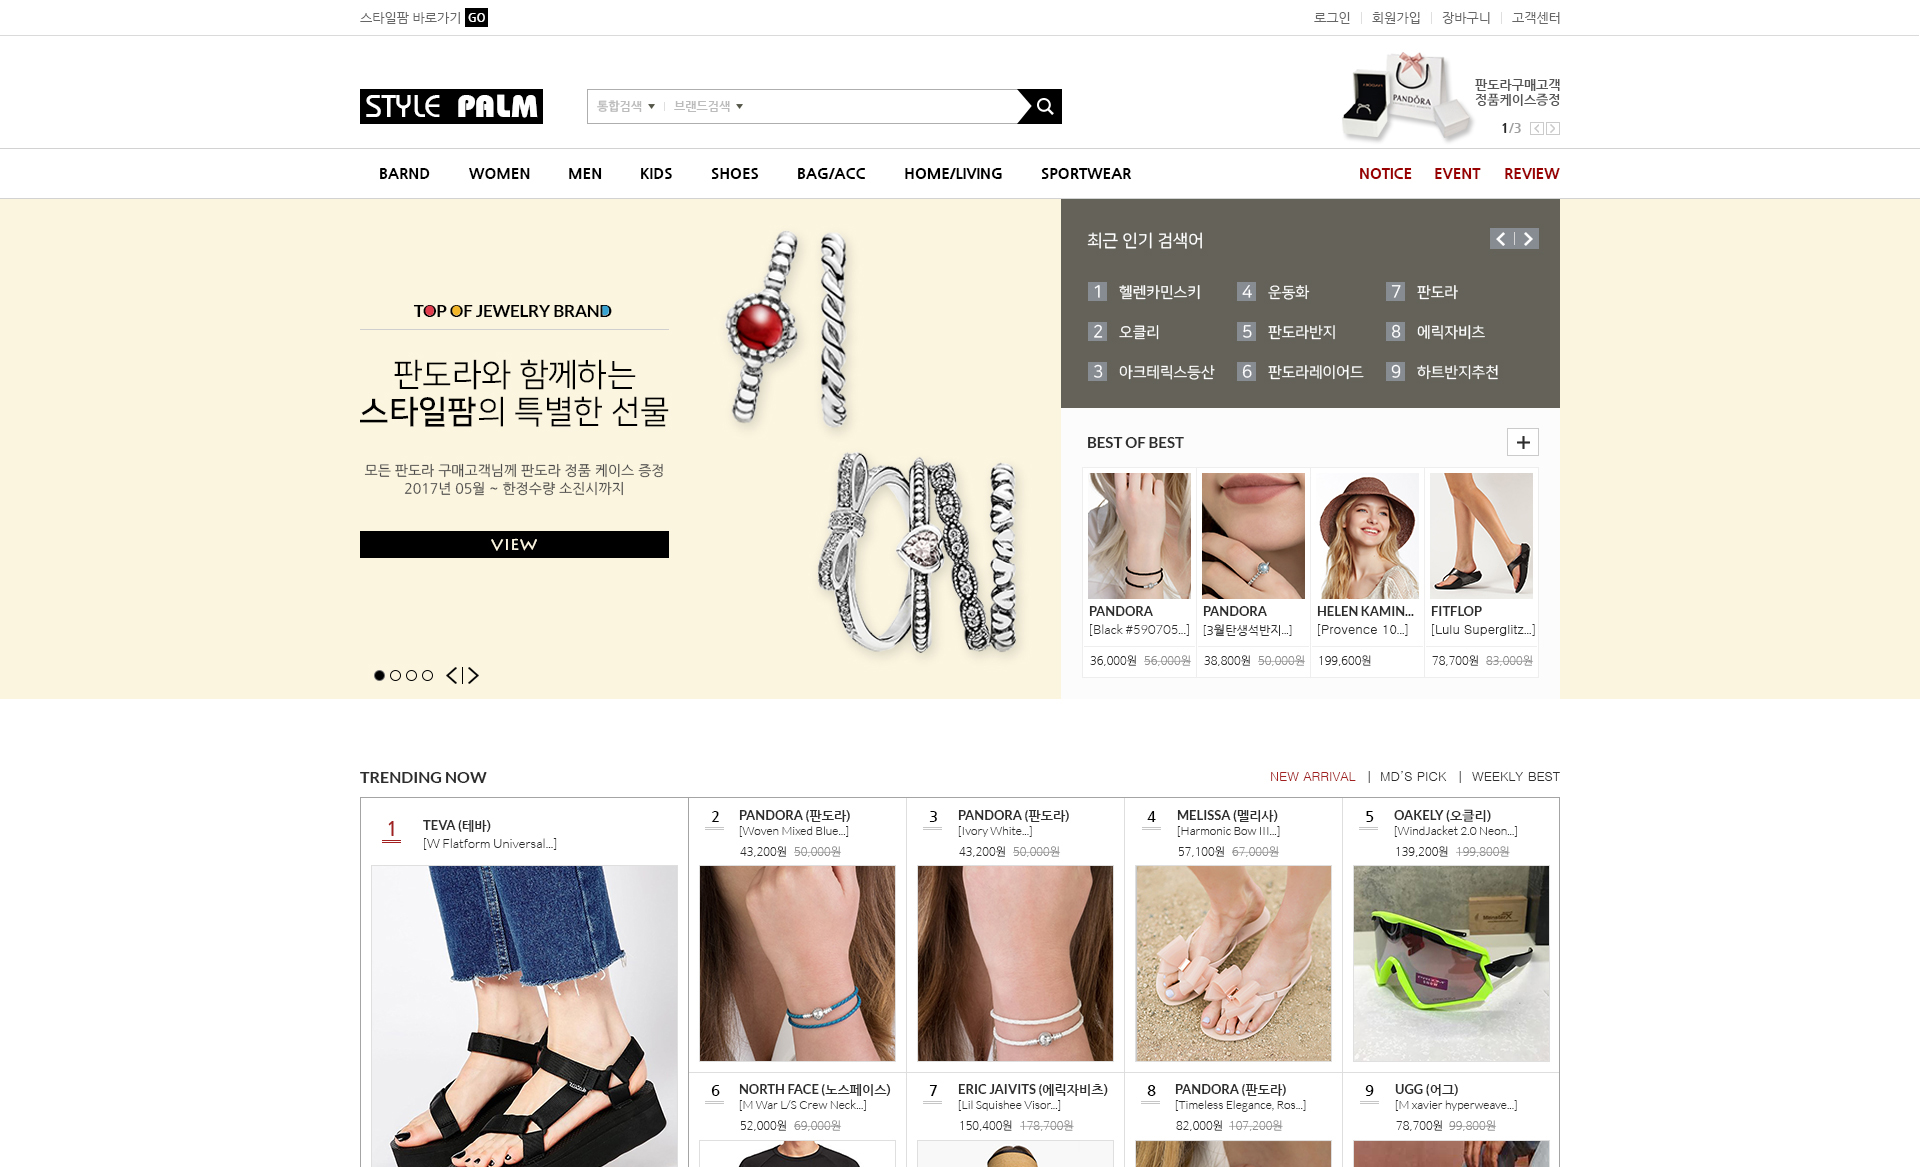 스타일팜 바로가기 GO
로그인 회원가입 장바구니 고객센터
STYLE PALM
통합검색 브랜드검색
PANDÖRA
판도라구매고객
정품케이스증정
1/3
BARND WOMEN MEN KIDS SHOES BAG/ACC HOME/LIVING SPORTWEAR NOTICE EVENT REVIEW
TOP OF JEWELRY BRAND
판도라와 함께하는
스타일팜의 특별한 선물
모든 판도라 구매고객님께 판도라 정품 케이스 증정
2017년 05월 ~ 한정수량 소진시까지
VIEW
최근 인기 검색어
1 헬렌카민스키 4 운동화 7 판도라
2 오클리 5 판도라반지 8 에릭자비츠
3 아크테릭스등산 6 판도라레이어드 9 하트반지추천
BEST OF BEST
PANDORA
[Black #590705...]
36,000원 56,000원
PANDORA
[3월탄생석반지...]
38,800원 50,000원
HELEN KAMIN...
[Provence 10...]
199,600원
FITFLOP
[Lulu Superglitz...]
78,700원 83,000원
TRENDING NOW
NEW ARRIVAL | MD'S PICK | WEEKLY BEST
1 TEVA (테바)
[W Flatform Universal...]
2 PANDORA (판도라)
[Woven Mixed Blue...]
43,200원 50,000원
3 PANDORA (판도라)
[Ivory White...]
43,200원 50,000원
4 MELISSA (멜리사)
[Harmonic Bow III...]
57,100원 67,000원
5 OAKELY (오클리)
[WindJacket 2.0 Neon...]
139,200원 199,800원
6 NORTH FACE (노스페이스)
[M War L/S Crew Neck...]
52,000원 69,000원
7 ERIC JAIVITS (에릭자비츠)
[Lil Squishee Visor...]
150,400원 178,700원
8 PANDORA (판도라)
[Timeless Elegance, Ros...]
82,000원 107,200원
9 UGG (어그)
[M xavier hyperweave...]
78,700원 99,800원